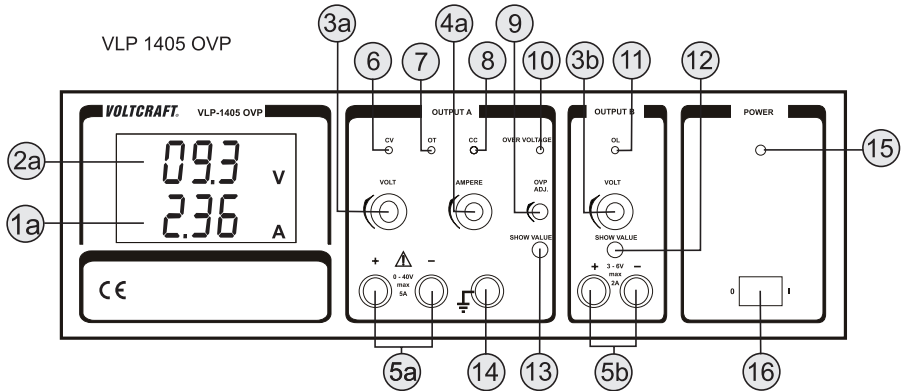 VLP 1405 OVP
3a
4a
9
6
7
8
10
3b
11
12
VOLTCRAFT® VLP-1405 OVP
OUTPUT A
OUTPUT B
POWER
CV
OT
CC
OVER VOLTAGE
OL
15
2a
09.3 V
1a
2.36 A
VOLT
AMPERE
OVP
ADJ.
VOLT
SHOW VALUE
SHOW VALUE
+ -
0 - 40V
max
5A
+ -
3 - 6V
max
2A
CE
0 I
5a
14
13
5b
16